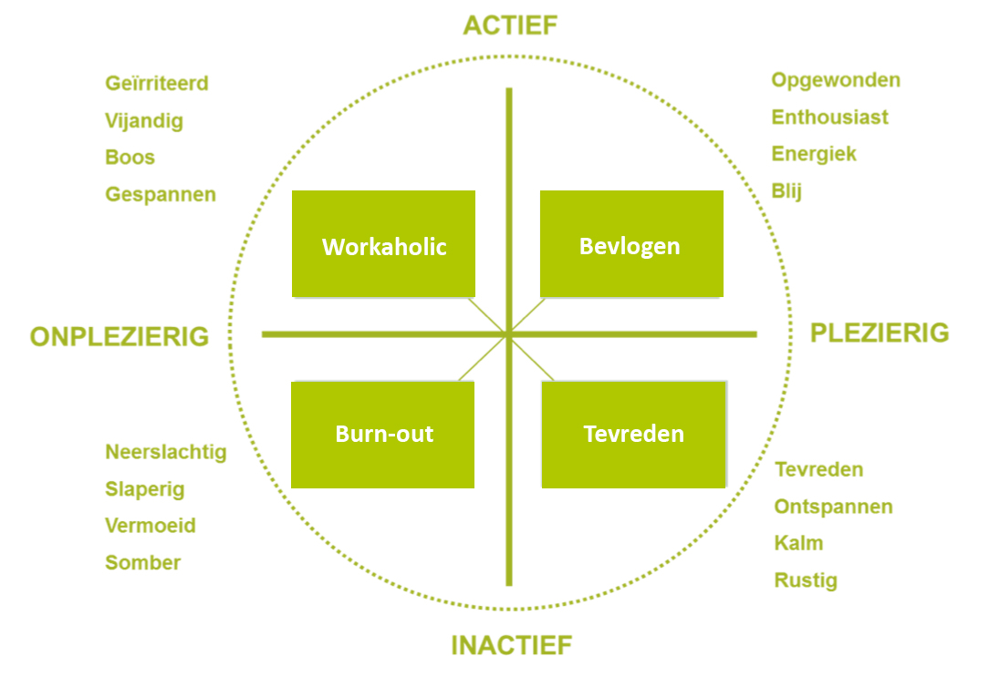 ACTIEF
Geïrriteerd
Vijandig
Boos
Gespannen
Opgewonden
Enthousiast
Energiek
Blij
Workaholic
Bevlogen
ONPLEZIERIG
PLEZIERIG
Burn-out
Tevreden
Neerslachtig
Slaperig
Vermoeid
Somber
Tevreden
Ontspannen
Kalm
Rustig
INACTIEF